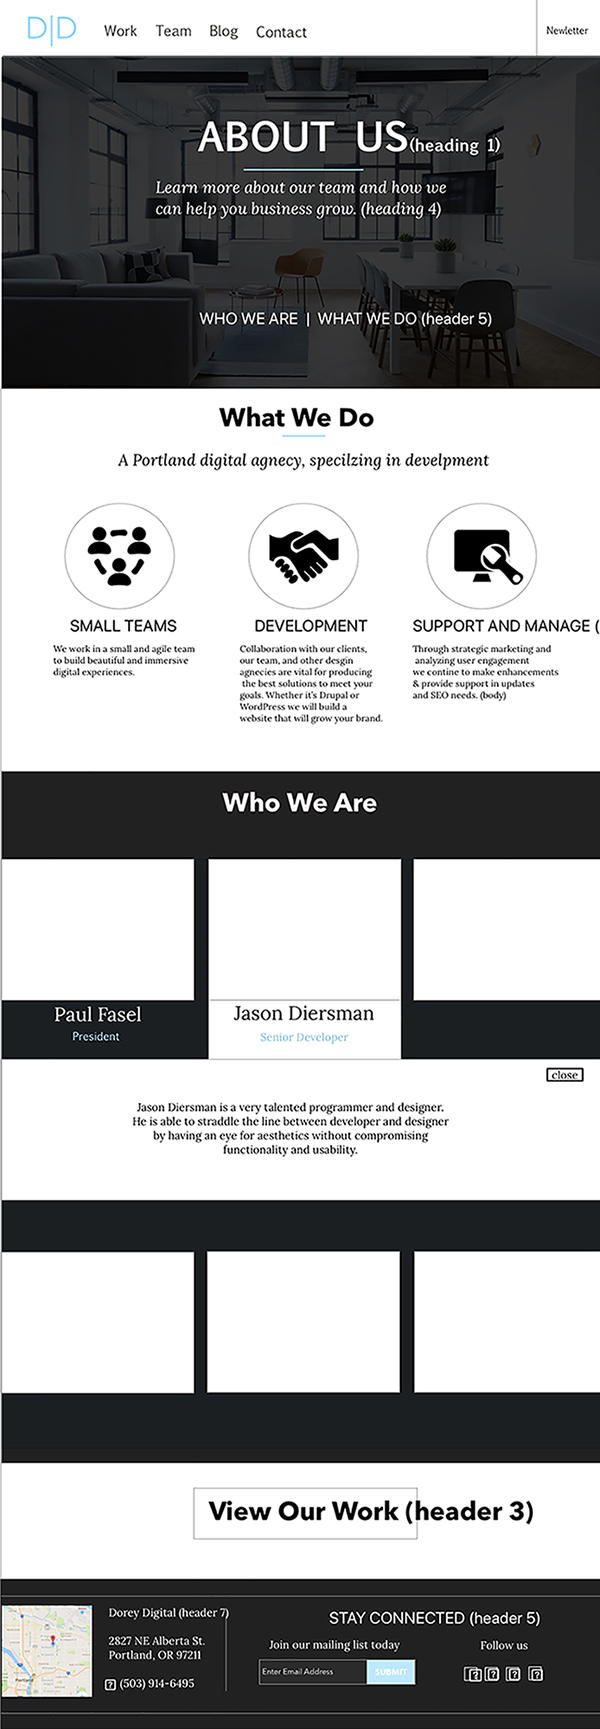 D|D
Work Team Blog Contact
Newletter
ABOUT US(heading 1)
Learn more about our team and how we
can help you business grow. (heading 4)
WHO WE ARE | WHAT WE DO (header 5)
What We Do
A Portland digital agnecy, specilzing in develpment
SMALL TEAMS
We work in a small and agile team
to build beautiful and immersive
digital experiences.
DEVELOPMENT
Collaboration with our clients,
our team, and other desgin
agnecies are vital for producing
the best solutions to meet your
goals. Whether it's Drupal or
WordPress we will build a
website that will grow your brand.
SUPPORT AND MANAGE (
Through strategic marketing and
analyzing user engagement
we contine to make enhancements
& provide support in updates
and SEO needs. (body)
Who We Are
Paul Fasel
President
Jason Diersman
Senior Developer
close
Jason Diersman is a very talented programmer and designer.
He is able to straddle the line between developer and designer
by having an eye for aesthetics without compromising
functionality and usability.
View Our Work (header 3)
Portland
Dorey Digital (header 7)
2827 NE Alberta St.
Portland, OR 97211
(503) 914-6495
STAY CONNECTED (header 5)
Join our mailing list today
Enter Email Address
SUBMIT
Follow us